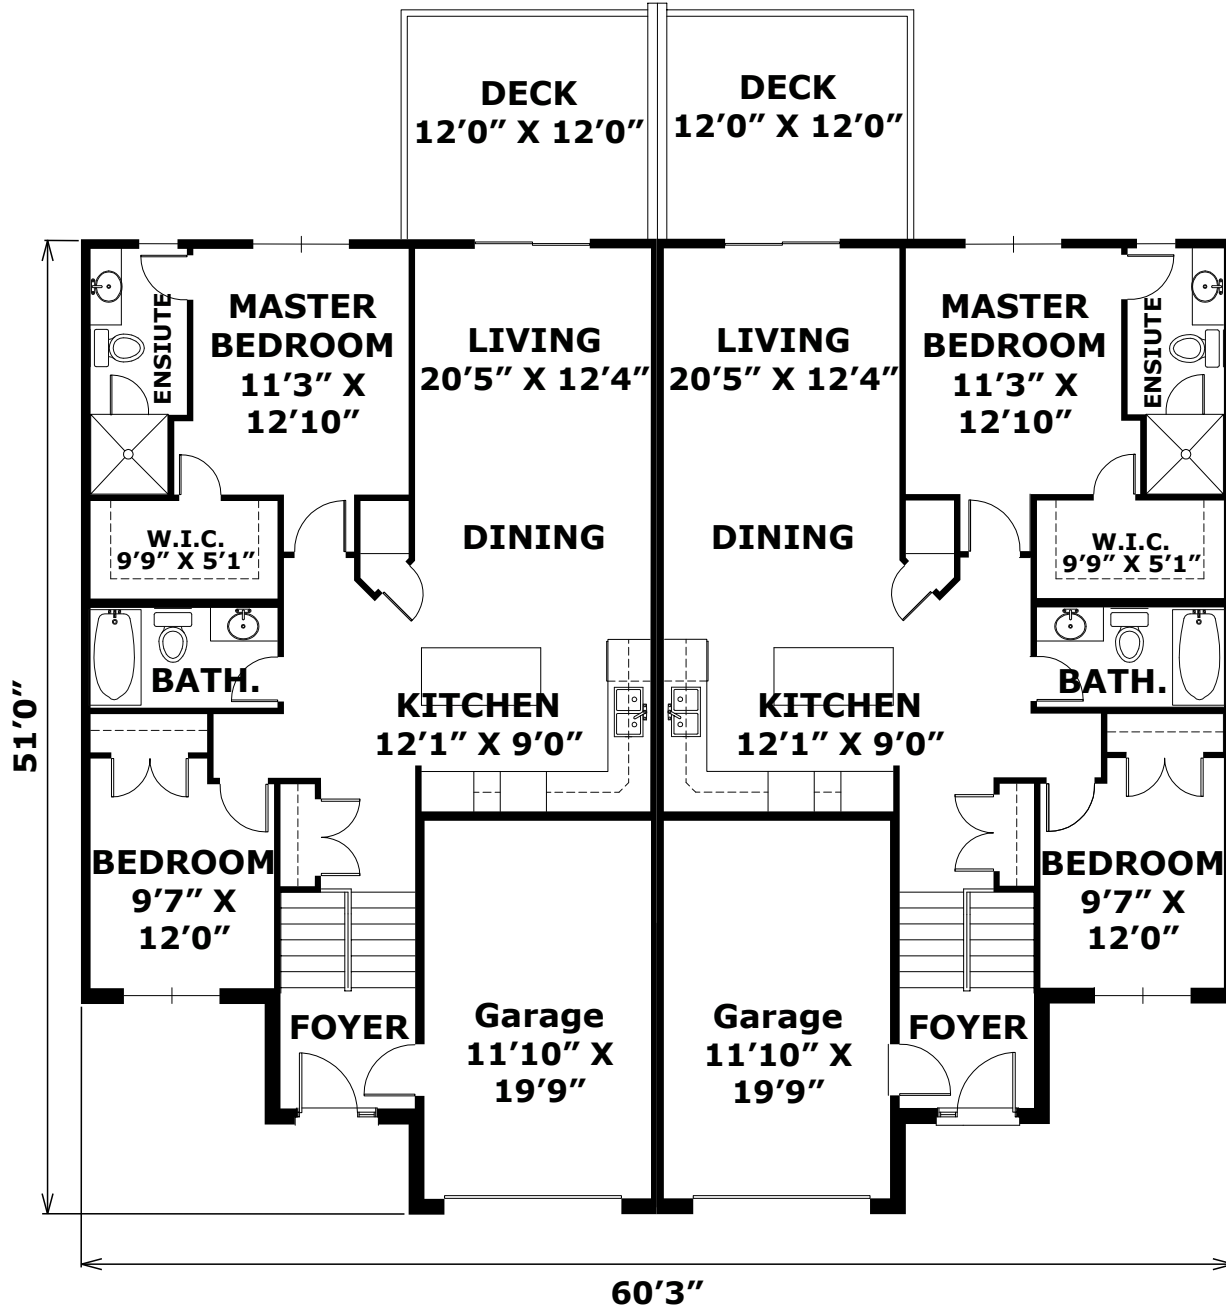 DECK
12’0” X 12’0”
DECK
12’0” X 12’0”
MASTER
BEDROOM
11’3” X
12’10”
ENSIUTE
LIVING
20’5” X 12’4”
LIVING
20’5” X 12’4”
MASTER
BEDROOM
11’3” X
12’10”
ENSIUTE
W.I.C.
9’9” X 5’1”
DINING
DINING
W.I.C.
9’9” X 5’1”
BATH.
KITCHEN
12’1” X 9’0”
KITCHEN
12’1” X 9’0”
BATH.
51’0”
BEDROOM
9’7” X
12’0”
BEDROOM
9’7” X
12’0”
FOYER
Garage
11’10” X
19’9”
Garage
11’10” X
19’9”
FOYER
60’3”